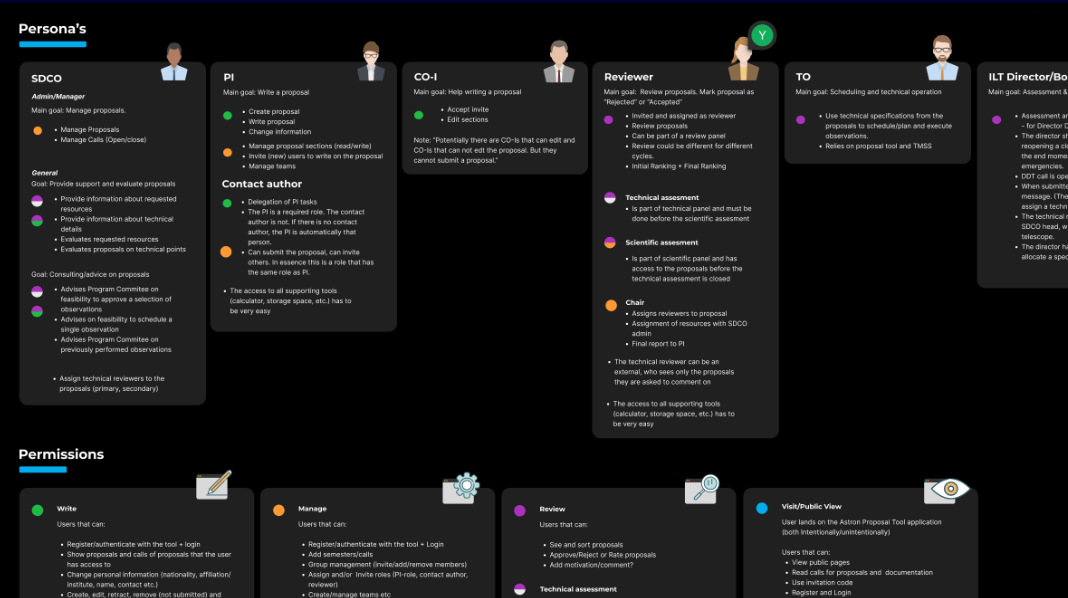 Persona's
Y
SDCO
Admin/Manager
Main goal: Manage proposals.
• Manage Proposals
• Manage Calls (Open/close)
General
Goal: Provide support and evaluate proposals
• Provide information about requested
resources
• Provide information about technical
details
• Evaluates requested resources
• Evaluates proposals on technical points
Goal: Consulting/advice on proposals
• Advises Program Commitee on
feasibility to approve a selection of
observations
• Advises on feasibility to schedule a
single observation
• Advises Program Commitee on
previously performed observations
• Assign technical reviewers to the
proposals (primary, secondary)
PI
Main goal: Write a proposal
• Create proposal
• Write proposal
• Change information
• Manage proposal sections (read/write)
• Invite (new) users to write on the proposal
• Manage teams
Contact author
• Delegation of PI tasks
• The PI is a required role. The contact
author is not. If there is no contact
author, the PI is automatically that
person.
• Can submit the proposal, can invite
others. In essence this is a role that has
the same role as PI.
• The access to all supporting tools
(calculator, storage space, etc.) has to
be very easy
CO-I
Main goal: Help writing a proposal
• Accept invite
• Edit sections
Note: "Potentially there are CO-Is that can edit and
CO-Is that can not edt the proposal. But they
cannot submit a proposal."
Reviewer
Main goal: Review proposals. Mark proposal as
"Rejected" or "Accepted"
• Invited and assigned as reviewer
• Review proposals
• Can be part of a review panel
• Review could be different for different
cycles.
• Initial Ranking + Final Ranking
Technical assesment
• Is part of technical panel and must be
done before the scientific assesment
Scientific assesment
• Is part of scientific panel and has
access to the proposals before the
technical assesment is closed
Chair
• Assigns reviewers to proposal
• Assignment of resources with SDCO
admin
• Final report to PI
• The technical reviewer can be an
external, who sees only the proposals
they are asked to comment on
• The access to all supporting tools
(calculator, storage space, etc.) has to
be very easy
TO
Main goal: Scheduling and technical operation
• Use technical specifications from the
proposals to schedule/plan and execute
observations.
• Relies on proposal tool and TMSS
ILT Director/Bo
Main goal: Assessment &
• Assessment a
– for Director D
• The director sh
reopening a clo
the end mome
emergencies.
• DDT call is ope
• When submitte
message. (The
assign a techn
• The technical r
SDCO head, w
telescope.
• The director ha
allocate a spec
Permissions
Write
Users that can:
• Register/authenticate with the tool + login
• Show proposals and calls of proposals that the user
has access to
• Change personal information (nationality, affiliation/
institute, name, contact etc.)
• Create, edit, retract, remove (not submitted) and
Manage
Users that can:
• Register/authenticate with the tool + Login
• Add semesters/calls
• Group management (invite/add/remove members)
• Assign and/or Invite roles (PI-role, contact author,
reviewer)
• Create/manage teams etc
Review
Users that can:
• See and sort proposals
• Approve/Reject or Rate proposals
• Add motivation/comment?
Technical assessment
Visit/Public View
User lands on the Astron Proposal Tool application
(both Intentionally/unintentionally)
Users that can:
• View public pages
• Read calls for proposals and documentation
• Use invitation code
• Register and Login